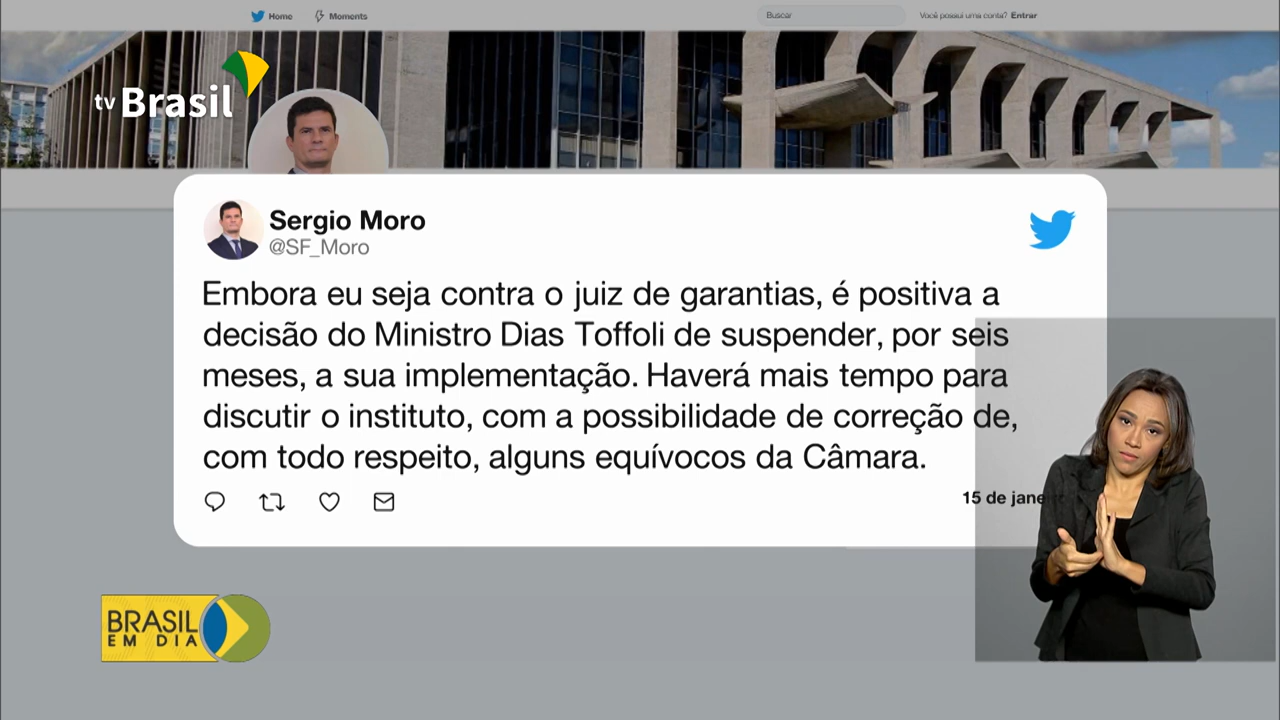 Home Moments Buscar Você possui uma conta? Entrar
tv Brasil
Sergio Moro
@SF_Moro
Embora eu seja contra o juiz de garantias, é positiva a
decisão do Ministro Dias Toffoli de suspender, por seis
meses, a sua implementação. Haverá mais tempo para
discutir o instituto, com a possibilidade de correção de,
com todo respeito, alguns equívocos da Câmara.
15 de
BRASIL
EM DIA